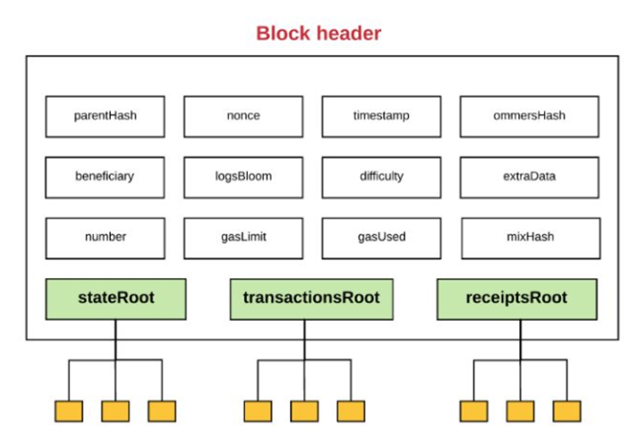 Block header
parentHash
nonce
timestamp
ommersHash
beneficiary
logsBloom
difficulty
extraData
number
gasLimit
gasUsed
mixHash
stateRoot
transactionsRoot
receiptsRoot